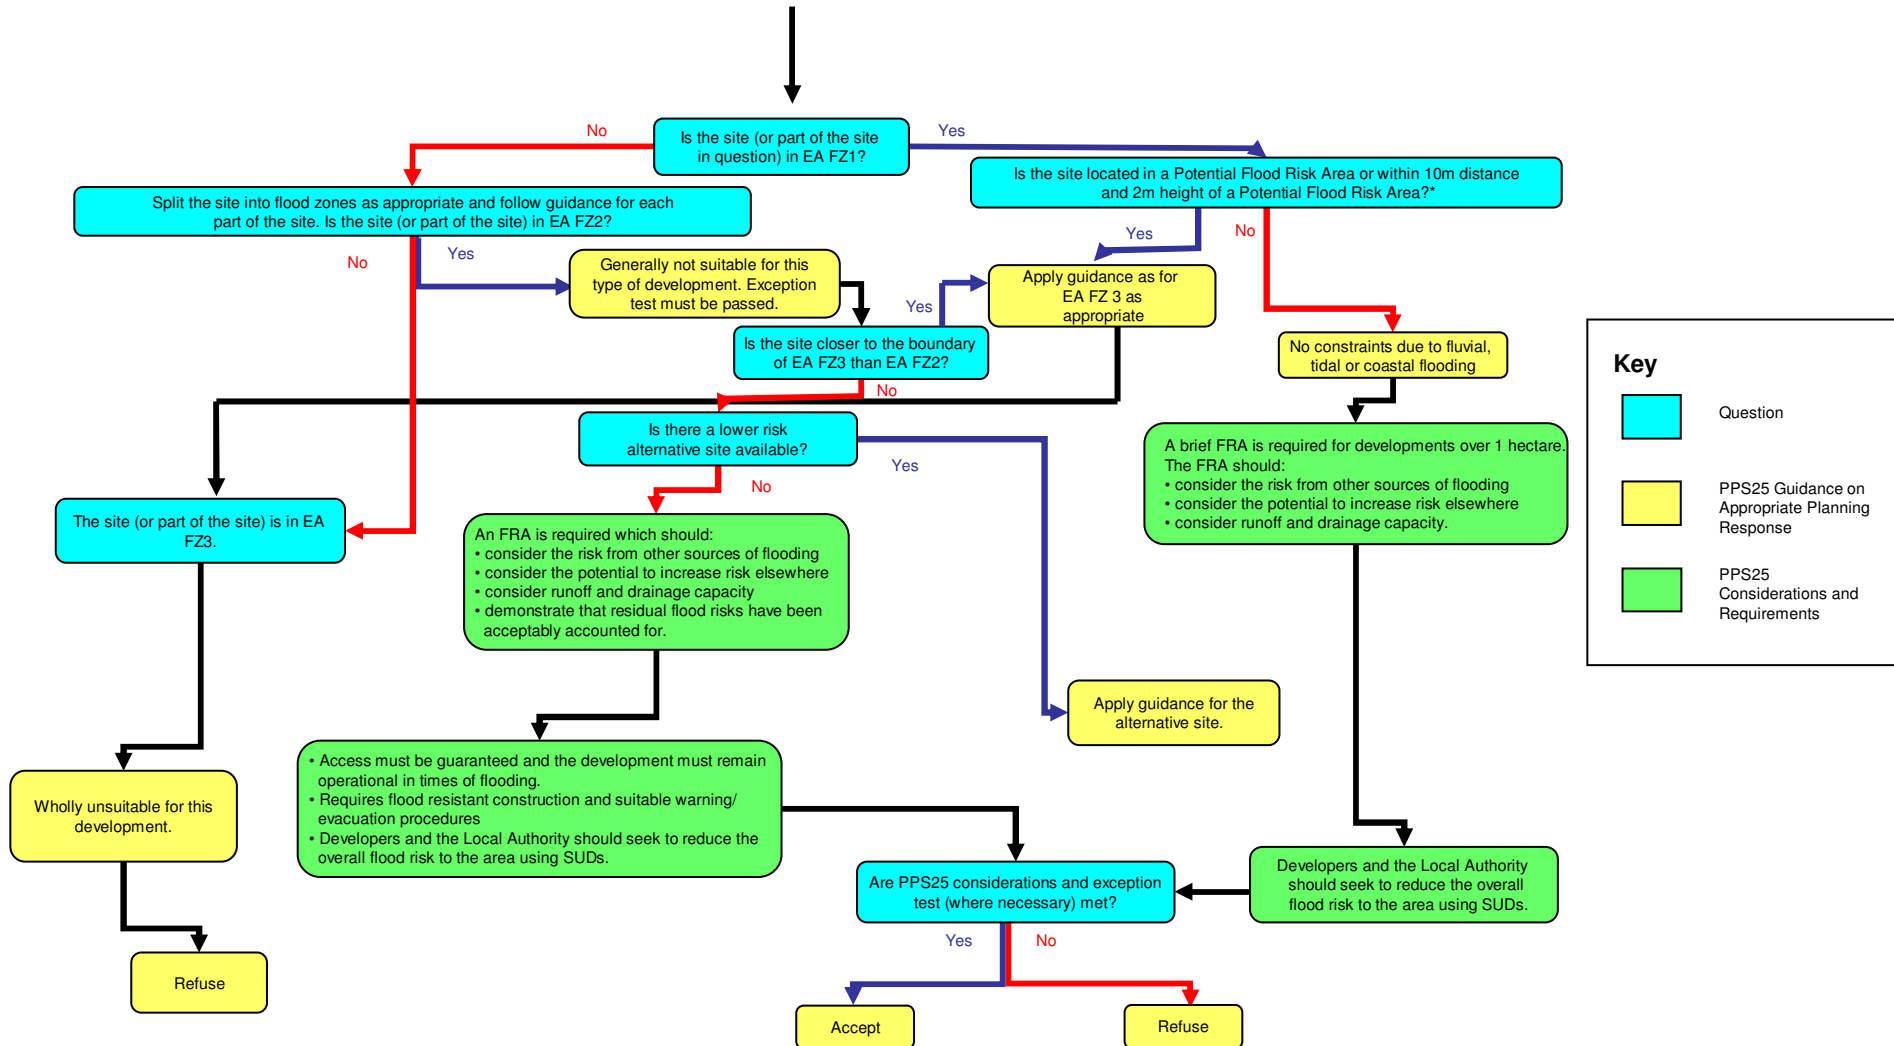 No
Is the site (or part of the site
in question) in EA FZ1?
Yes
Split the site into flood zones as appropriate and follow guidance for each
part of the site. Is the site (or part of the site) in EA FZ2?
Is the site located in a Potential Flood Risk Area or within 10m distance
and 2m height of a Potential Flood Risk Area?*
No
Yes
Generally not suitable for this
type of development. Exception
test must be passed.
Yes
Yes
No
Apply guidance as for
EA FZ 3 as
appropriate
Is the site closer to the boundary
of EA FZ3 than EA FZ2?
No
No constraints due to fluvial,
tidal or coastal flooding
Is there a lower risk
alternative site available?
Yes
No
A brief FRA is required for developments over 1 hectare.
The FRA should:
• consider the risk from other sources of flooding
• consider the potential to increase risk elsewhere
• consider runoff and drainage capacity.
The site (or part of the site) is in EA
FZ3.
An FRA is required which should:
• consider the risk from other sources of flooding
• consider the potential to increase risk elsewhere
• consider runoff and drainage capacity
• demonstrate that residual flood risks have been
acceptably accounted for.
Apply guidance for the
alternative site.
• Access must be guaranteed and the development must remain
operational in times of flooding.
• Requires flood resistant construction and suitable warning/
evacuation procedures
• Developers and the Local Authority should seek to reduce the
overall flood risk to the area using SUDs.
Wholly unsuitable for this
development.
Are PPS25 considerations and exception
test (where necessary) met?
Developers and the Local Authority
should seek to reduce the overall
flood risk to the area using SUDs.
Yes
No
Refuse
Accept
Refuse
Key
Question
PPS25 Guidance on
Appropriate Planning
Response
PPS25
Considerations and
Requirements